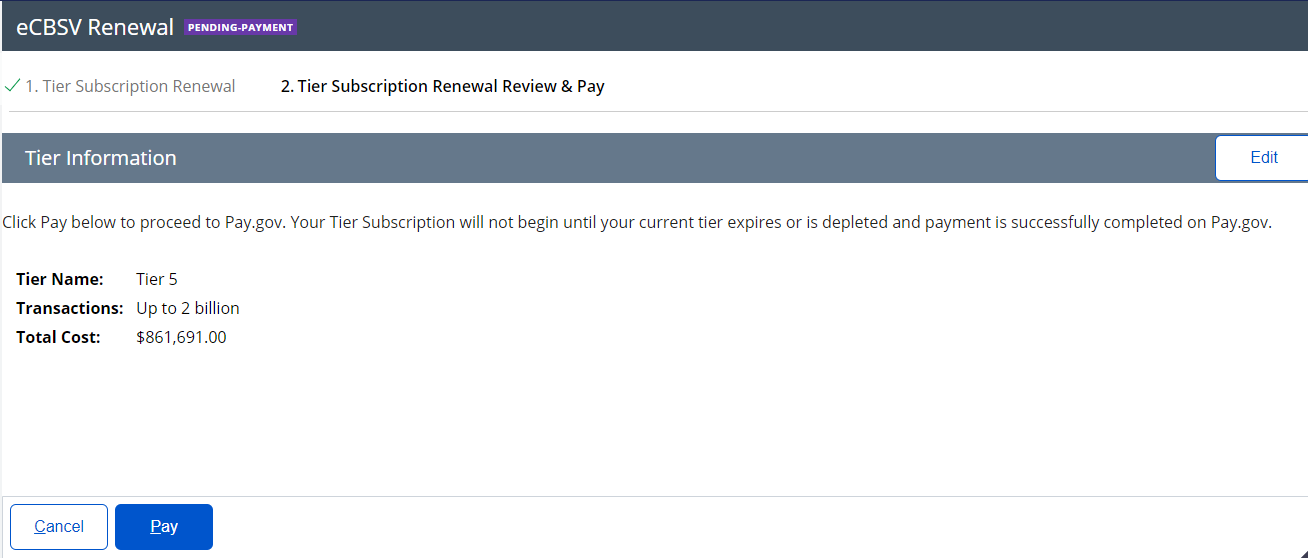 eCBSV Renewal PENDING-PAYMENT
1. Tier Subscription Renewal 2. Tier Subscription Renewal Review & Pay
Tier Information Edit
Click Pay below to proceed to Pay.gov. Your Tier Subscription will not begin until your current tier expires or is depleted and payment is successfully completed on Pay.gov.
Tier Name: Tier 5
Transactions: Up to 2 billion
Total Cost: $861,691.00
Cancel Pay